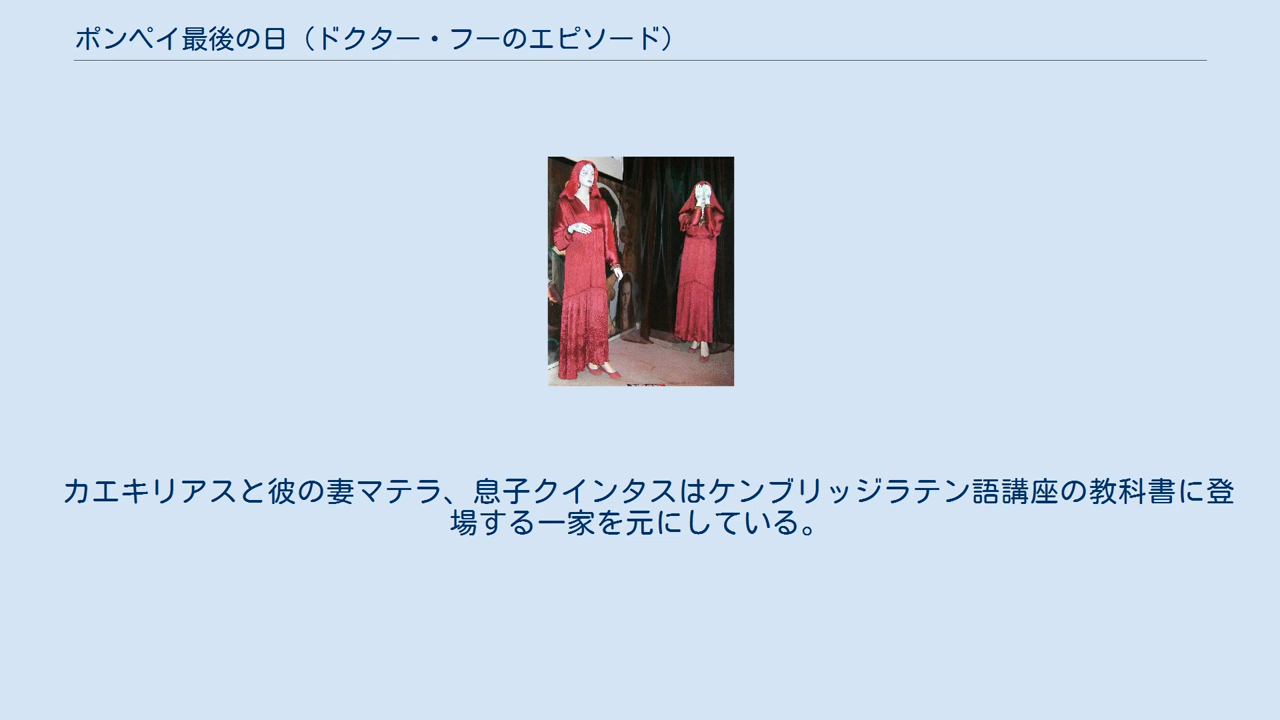 ポンペイ最後の日（ドクター・フーのエピソード）
カエキリアスと彼の妻マテラ、息子クインタスはケンブリッジラテン語講座の教科書に登
場する一家を元にしている。